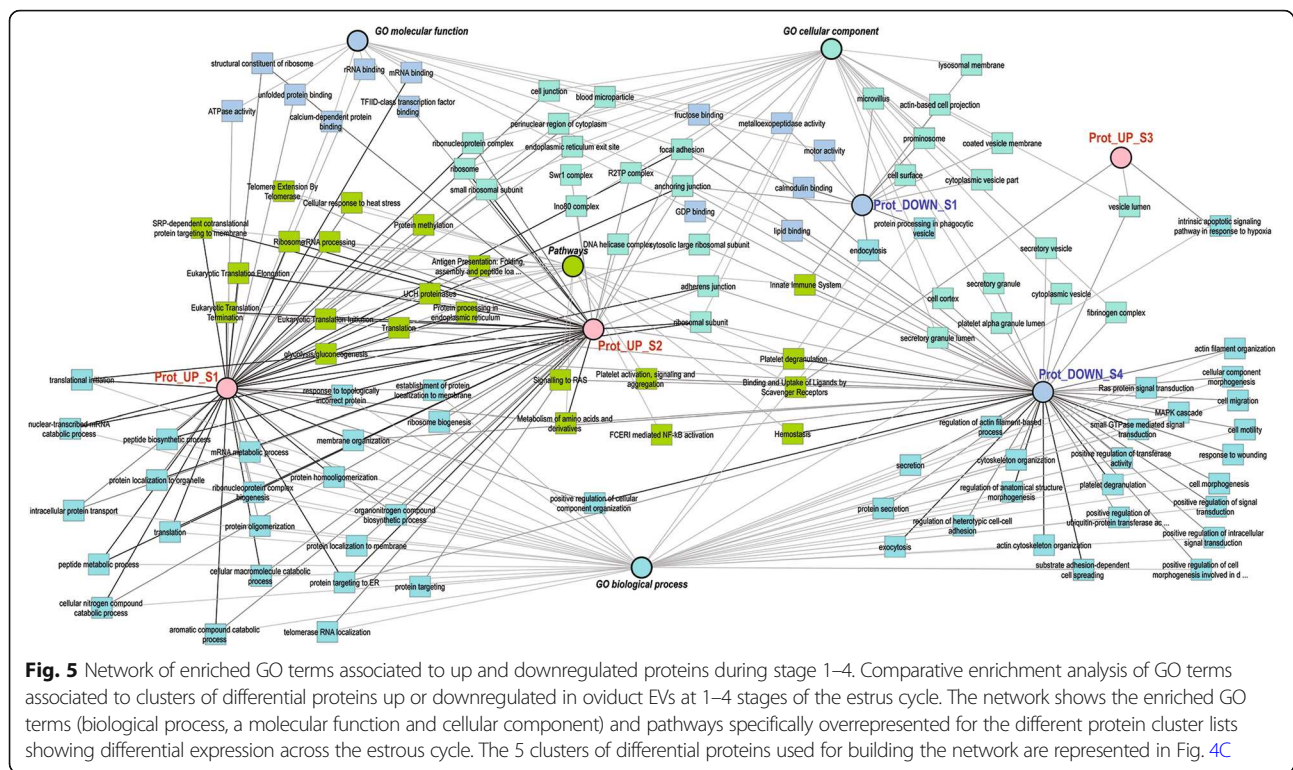 GO molecular function
GO cellular component
structural constituent of ribosome
rRNA binding
mRNA binding
lysosomal membrane
unfolded protein binding
cell junction
blood microparticle
microvillus
actin-based cell projection
ATPase activity
TFIID-class transcription factor
binding
calcium-dependent protein
binding
fructose binding
metalloexopeptidase activity
perinuclear region of cytoplasm
prominosome
coated vesicle membrane
Prot_UP_S3
ribonucleoprotein complex
endoplasmic reticulum exit site
focal adhesion
motor activity
ribosome
Swr1 complex
R2TP complex
cell surface
cytoplasmic vesicle part
small ribosomal subunit
anchoring junction
calmodulin binding
Prot_DOWN_S1
vesicle lumen
Telomere Extension By
Telomerase
Cellular response to heat stress
Ino80 complex
GDP binding
protein processing in phagocytic
vesicle
intrinsic apoptotic signaling
pathway in response to hypoxia
SRP-dependent cotranslational
protein targeting to membrane
Ribosome
rRNA processing
Protein methylation
lipid binding
DNA helicase complex
cytosolic large ribosomal subunit
endocytosis
secretory vesicle
Pathways
Antigen Presentation: Folding,
assembly and peptide loa ...
Eukaryotic Translation Elongation
UCH proteinases
adherens junction
Innate Immune System
cell cortex
secretory granule
cytoplasmic vesicle
Eukaryotic Translation
Termination
Eukaryotic Translation Initiation
Translation
Protein processing in
endoplasmic reticulum
ribosomal subunit
platelet alpha granule lumen
fibrinogen complex
secretory granule lumen
glycolysis/gluconeogenesis
Prot_UP_S2
Platelet degranulation
actin filament organization
Prot_UP_S1
translational initiation
response to topologically
incorrect protein
establishment of protein
localization to membrane
Signalling to RAS
Platelet activation, signaling and
aggregation
Binding and Uptake of Ligands by
Scavenger Receptors
Prot_DOWN_S4
Ras protein signal transduction
cellular component
morphogenesis
cell migration
MAPK cascade
small GTPase mediated signal
transduction
nuclear-transcribed mRNA
catabolic process
peptide biosynthetic process
ribosome biogenesis
Metabolism of amino acids and
derivatives
FCERI mediated NF-kB activation
Hemostasis
regulation of actin filament-based
process
cell motility
membrane organization
mRNA metabolic process
secretion
cytoskeleton organization
positive regulation of transferase
activity
response to wounding
protein localization to organelle
ribonucleoprotein complex
biogenesis
protein homooligomerization
regulation of anatomical structure
morphogenesis
platelet degranulation
cell morphogenesis
intracellular protein transport
protein oligomerization
organonitrogen compound
biosynthetic process
positive regulation of cellular
component organization
protein secretion
regulation of heterotypic cell-cell
adhesion
positive regulation of
ubiquitin-protein transferase ac ...
positive regulation of signal
transduction
translation
protein localization to membrane
exocytosis
actin cytoskeleton organization
positive regulation of intracellular
signal transduction
peptide metabolic process
cellular macromolecule catabolic
process
protein targeting to ER
protein targeting
GO biological process
substrate adhesion-dependent
cell spreading
positive regulation of cell
morphogenesis involved in d ...
cellular nitrogen compound
catabolic process
aromatic compound catabolic
process
telomerase RNA localization
Fig. 5 Network of enriched GO terms associated to up and downregulated proteins during stage 1–4. Comparative enrichment analysis of GO terms
associated to clusters of differential proteins up or downregulated in oviduct EVs at 1–4 stages of the estrus cycle. The network shows the enriched GO
terms (biological process, a molecular function and cellular component) and pathways specifically overrepresented for the different protein cluster lists
showing differential expression across the estrous cycle. The 5 clusters of differential proteins used for building the network are represented in Fig. 4C